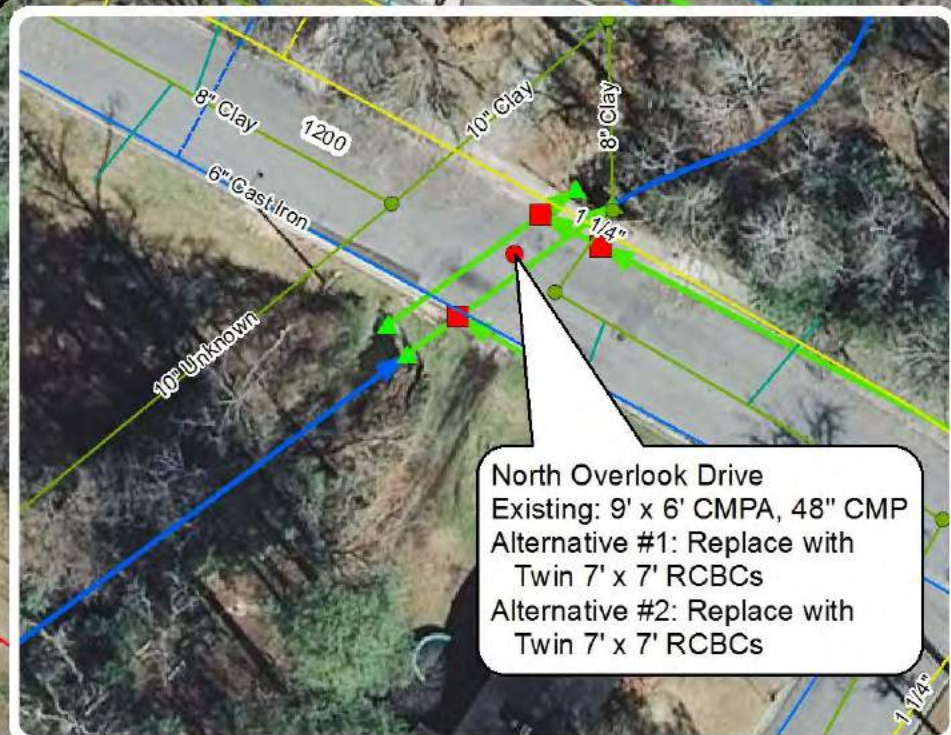 8" Clay
1200
10" Clay
8" Clay
6" Cast Iron
1 1/4"
10" Unknown
North Overlook Drive
Existing: 9' x 6' CMPA, 48" CMP
Alternative #1: Replace with
Twin 7' x 7' RCBCs
Alternative #2: Replace with
Twin 7' x 7' RCBCs
1 1/4"